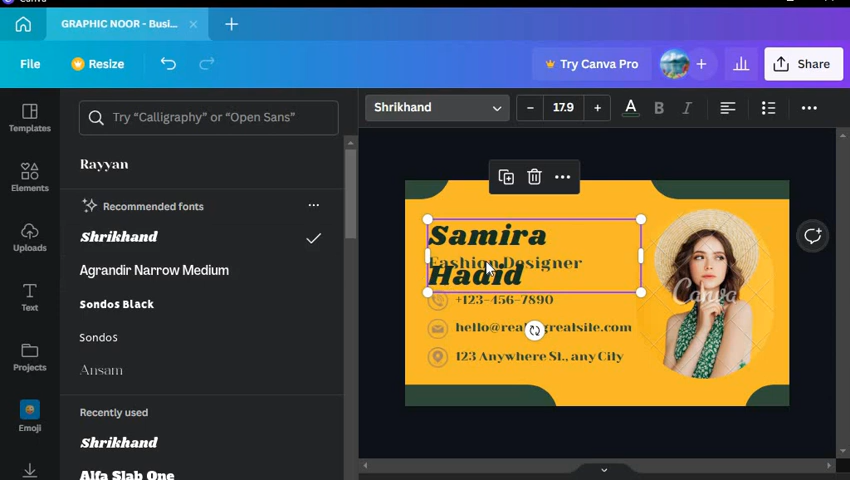 Canva
GRAPHIC NOOR - Busi...
File
Resize
Try Canva Pro
Share
Templates
Elements
Uploads
Text
Projects
Emoji
Try “Calligraphy” or “Open Sans”
Rayyan
Recommended fonts
Shrikhand
Agrandir Narrow Medium
Sondos Black
Sondos
Ansam
Recently used
Shrikhand
Alfa Slab One
Shrikhand
17.9
A B I
Samira
Fashion Designer
Hadid
+123-456-7890
123 Anywhere St., any City
Canva